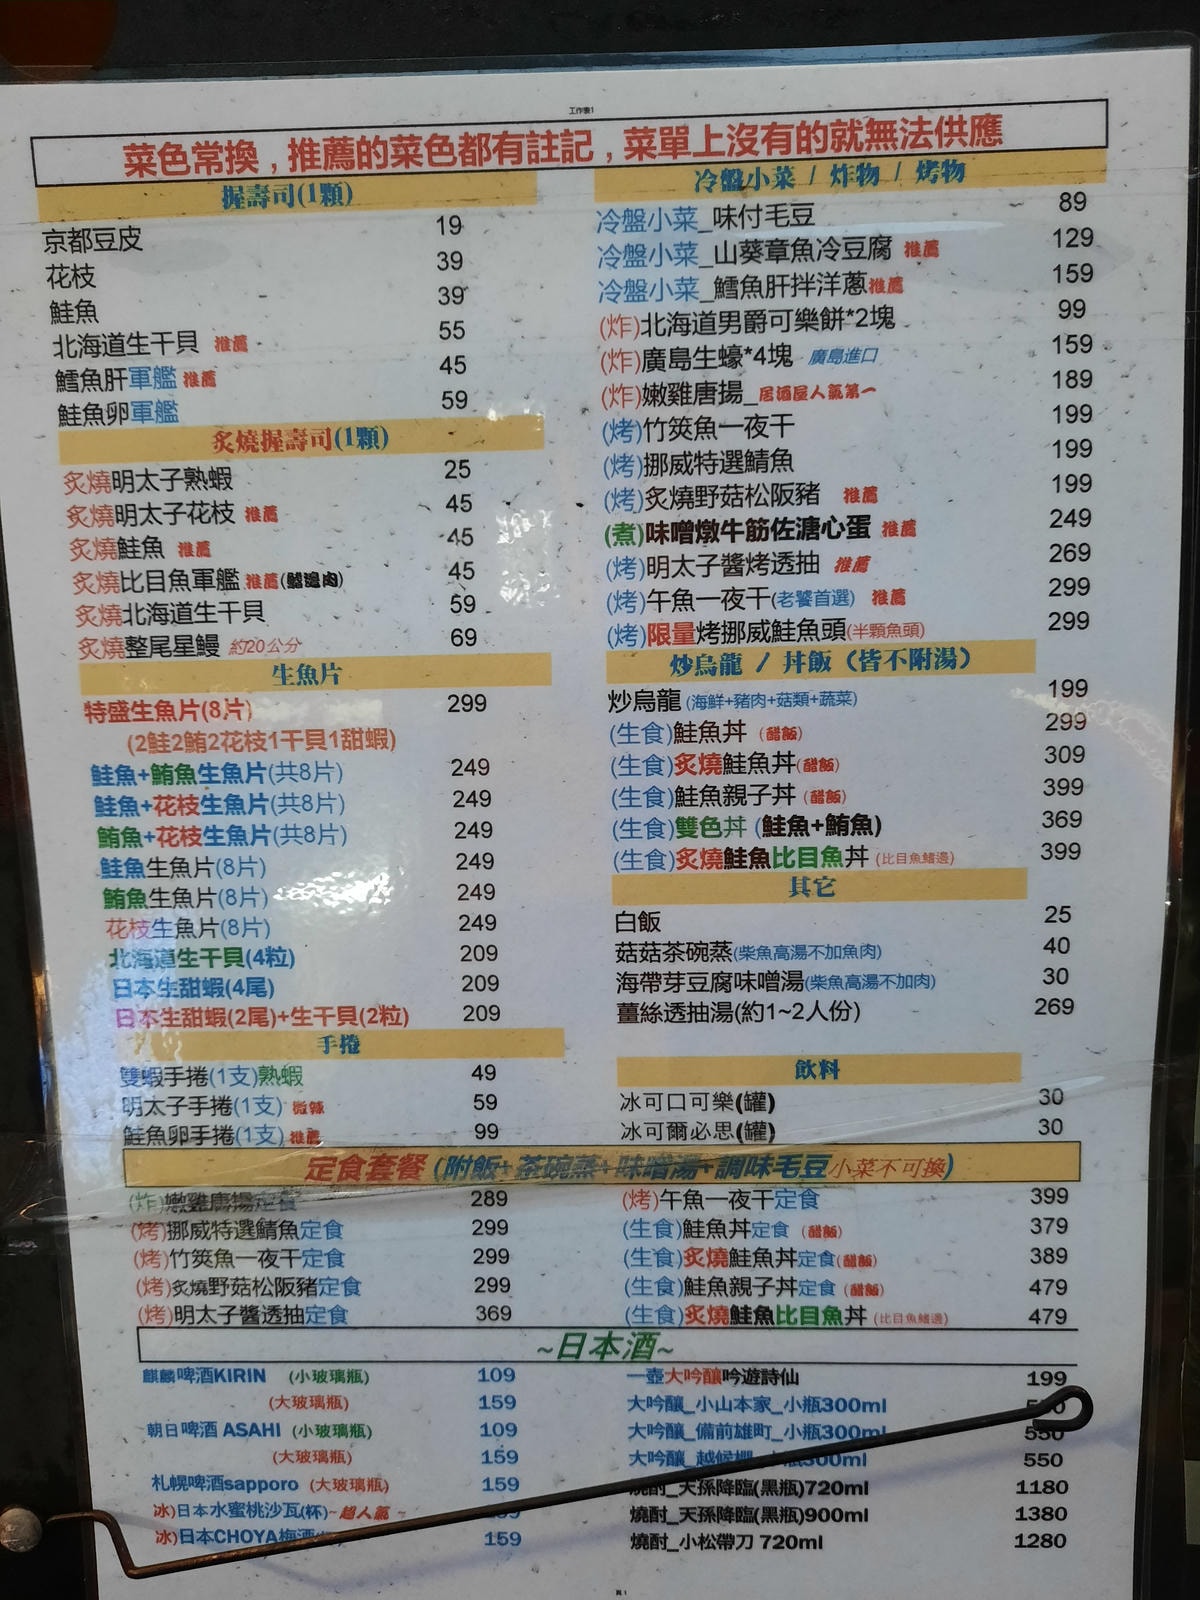 工作表1
菜色常換，推薦的菜色都有註記，菜單上沒有的就無法供應
握壽司(1顆)
京都豆皮 19
花枝 39
鮭魚 39
北海道生干貝 推薦 55
鱈魚肝軍艦 推薦 45
鮭魚卵軍艦 59
炙燒握壽司(1顆)
炙燒明太子熟蝦 25
炙燒明太子花枝 推薦 45
炙燒鮭魚 推薦 45
炙燒比目魚軍艦 推薦(鰭邊肉) 45
炙燒北海道生干貝 59
炙燒整尾星鰻 約20公分 69
生魚片
特盛生魚片(8片) 299
(2鮭2鮪2花枝1干貝1甜蝦)
鮭魚+鮪魚生魚片(共8片) 249
鮭魚+花枝生魚片(共8片) 249
鮪魚+花枝生魚片(共8片) 249
鮭魚生魚片(8片) 249
鮪魚生魚片(8片) 249
花枝生魚片(8片) 249
北海道生干貝(4粒) 209
日本生甜蝦(4尾) 209
日本生甜蝦(2尾)+生干貝(2粒) 209
手捲
雙蝦手捲(1支)熟蝦 49
明太子手捲(1支) 微辣 59
鮭魚卵手捲(1支) 推薦 99
冷盤小菜 / 炸物 / 烤物
冷盤小菜_味付毛豆 89
冷盤小菜_山葵章魚冷豆腐 推薦 129
冷盤小菜_鱈魚肝拌洋蔥 推薦 159
(炸)北海道男爵可樂餅*2塊 99
(炸)廣島生蠔*4塊 廣島進口 159
(炸)嫩雞唐揚_居酒屋人氣第一 189
(烤)竹筴魚一夜干 199
(烤)挪威特選鯖魚 199
(烤)炙燒野菇松阪豬 推薦 199
(煮)味噌燉牛筋佐溏心蛋 推薦 249
(烤)明太子醬烤透抽 推薦 269
(烤)午魚一夜干(老饕首選) 推薦 299
(烤)限量烤挪威鮭魚頭(半顆魚頭) 299
炒烏龍 / 丼飯（皆不附湯）
炒烏龍 (海鮮+豬肉+菇類+蔬菜) 199
(生食)鮭魚丼 (醋飯) 299
(生食)炙燒鮭魚丼(醋飯) 309
(生食)鮭魚親子丼 (醋飯) 399
(生食)雙色丼 (鮭魚+鮪魚) 369
(生食)炙燒鮭魚比目魚丼 (比目魚鰭邊) 399
其它
白飯 25
菇菇茶碗蒸(柴魚高湯不加魚肉) 40
海帶芽豆腐味噌湯(柴魚高湯不加肉) 30
薑絲透抽湯(約1~2人份) 269
飲料
冰可口可樂(罐) 30
冰可爾必思(罐) 30
定食套餐 (附飯+茶碗蒸+味噌湯+調味毛豆小菜不可換)
(炸)嫩雞唐揚定食 289
(烤)挪威特選鯖魚定食 299
(烤)竹筴魚一夜干定食 299
(烤)炙燒野菇松阪豬定食 299
(烤)明太子醬透抽定食 369
(烤)午魚一夜干定食 399
(生食)鮭魚丼定食 (醋飯) 379
(生食)炙燒鮭魚丼定食(醋飯) 389
(生食)鮭魚親子丼定食 (醋飯) 479
(生食)炙燒鮭魚比目魚丼 (比目魚鰭邊) 479
~日本酒~
麒麟啤酒KIRIN (小玻璃瓶) 109
(大玻璃瓶) 159
朝日啤酒 ASAHI (小玻璃瓶) 109
(大玻璃瓶) 159
札幌啤酒sapporo (大玻璃瓶) 159
冰)日本水蜜桃沙瓦(杯)~超人氣~
冰)日本CHOYA梅酒 159
一壺大吟釀吟遊詩仙 199
大吟釀_小山本家_小瓶300ml
大吟釀_備前雄町_小瓶300ml 550
大吟釀_越候 300ml 550
燒酎_天孫降臨(黑瓶)720ml 1180
燒酎_天孫降臨(黑瓶)900ml 1380
燒酎_小松帶刀 720ml 1280
頁 1